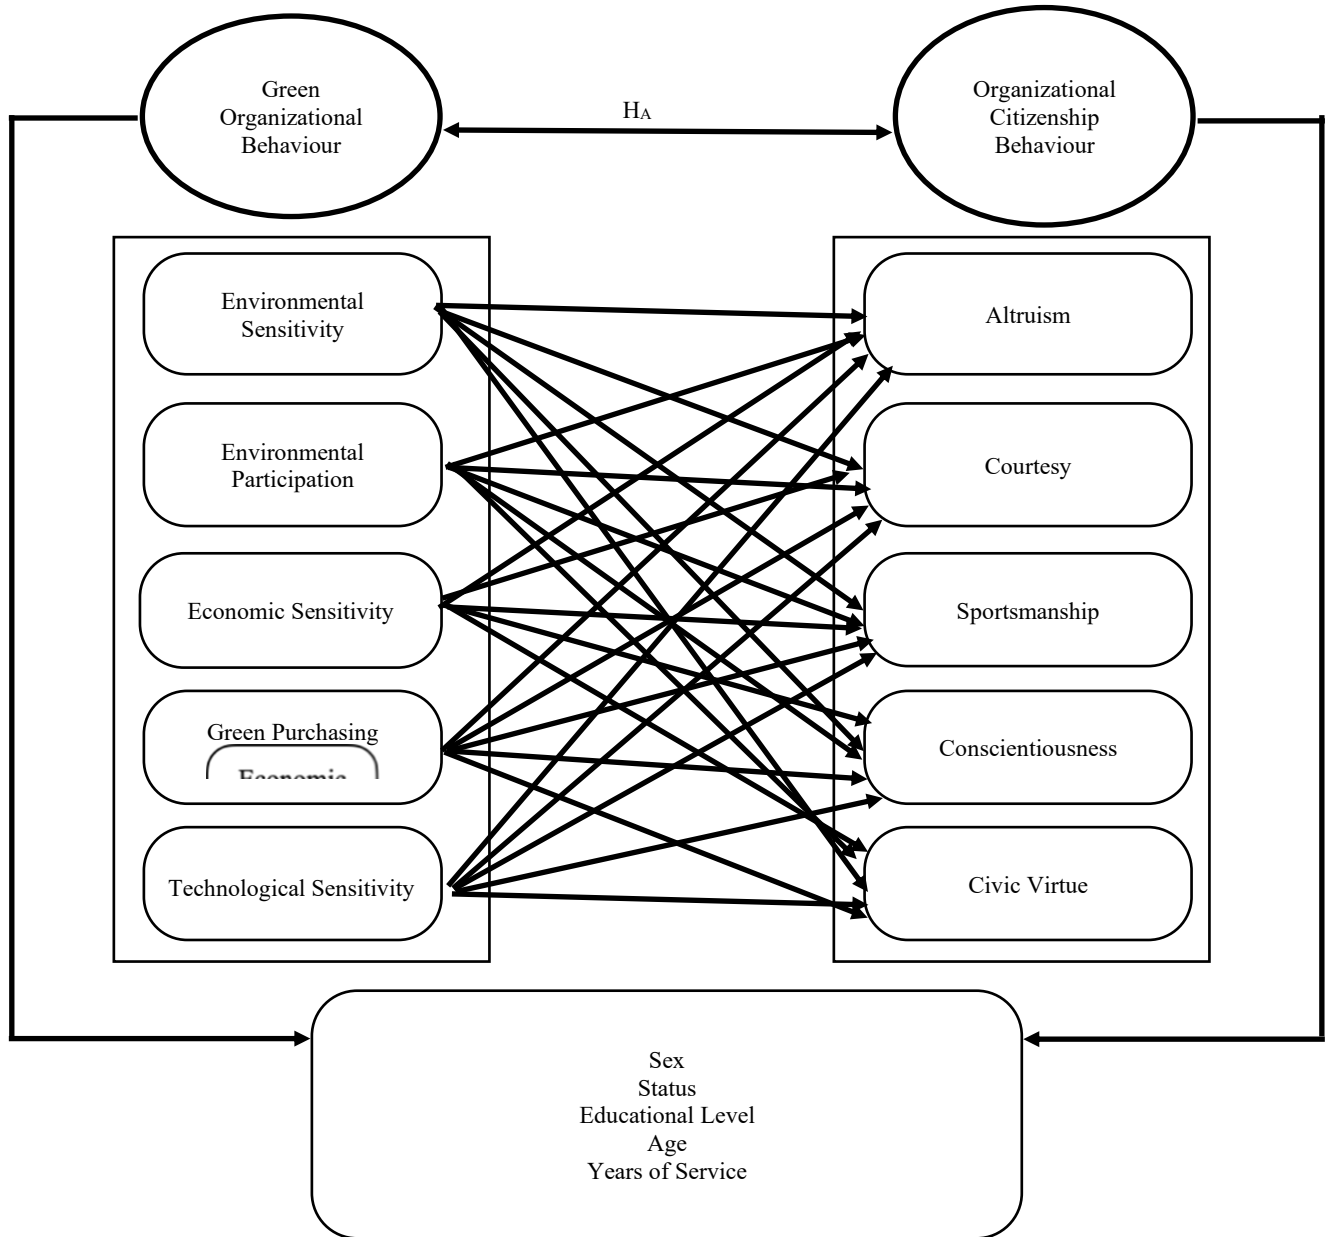 Green
Organizational
Behaviour
HA
Organizational
Citizenship
Behaviour
Environmental
Sensitivity
Altruism
Environmental
Participation
Courtesy
Economic Sensitivity
Sportsmanship
Green Purchasing
Economic
Conscientiousness
Technological Sensitivity
Civic Virtue
Sex
Status
Educational Level
Age
Years of Service